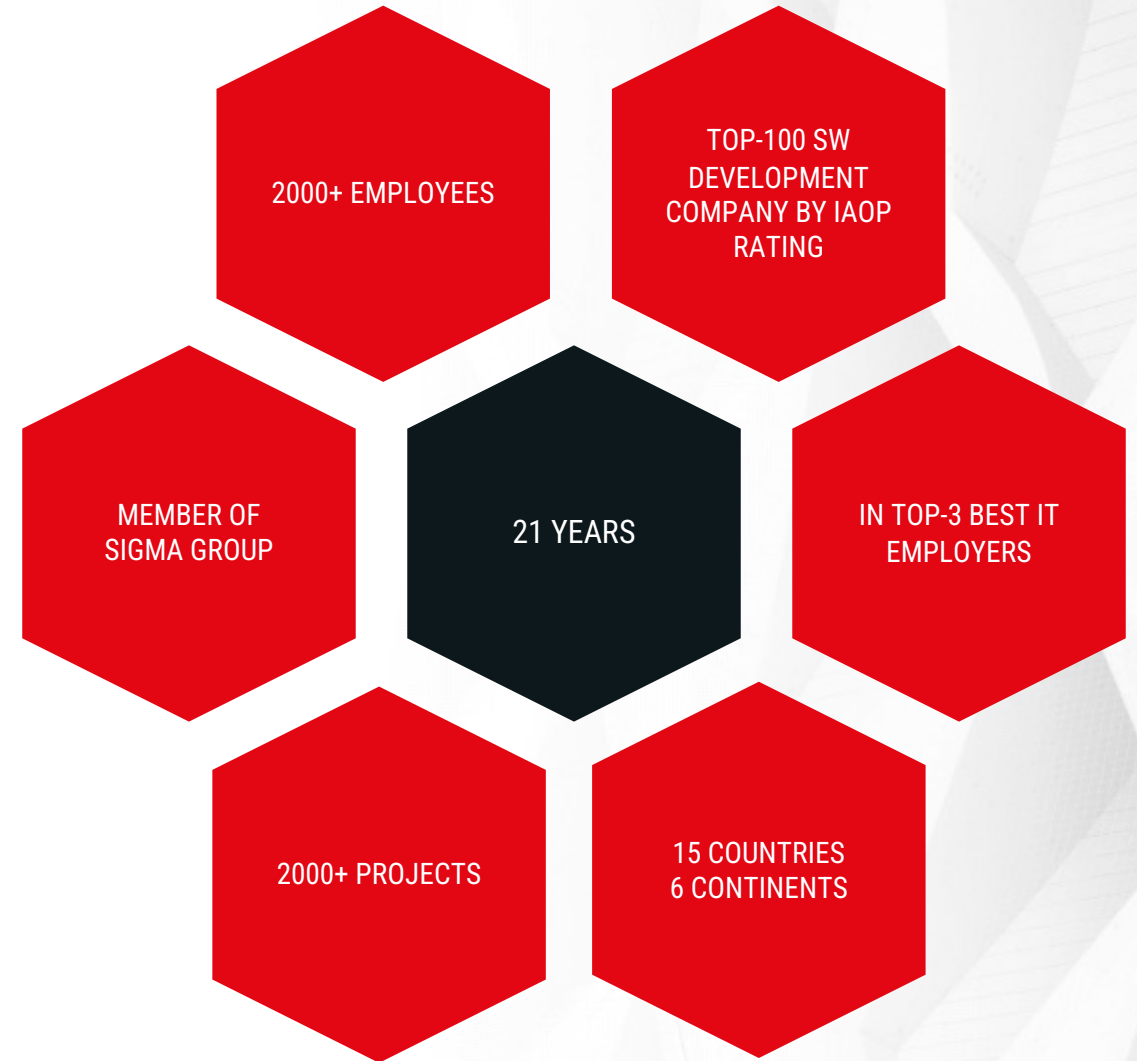 2000+ EMPLOYEES
TOP-100 SW
DEVELOPMENT
COMPANY BY IAOP
RATING
MEMBER OF
SIGMA GROUP
21 YEARS
IN TOP-3 BEST IT
EMPLOYERS
2000+ PROJECTS
15 COUNTRIES
6 CONTINENTS